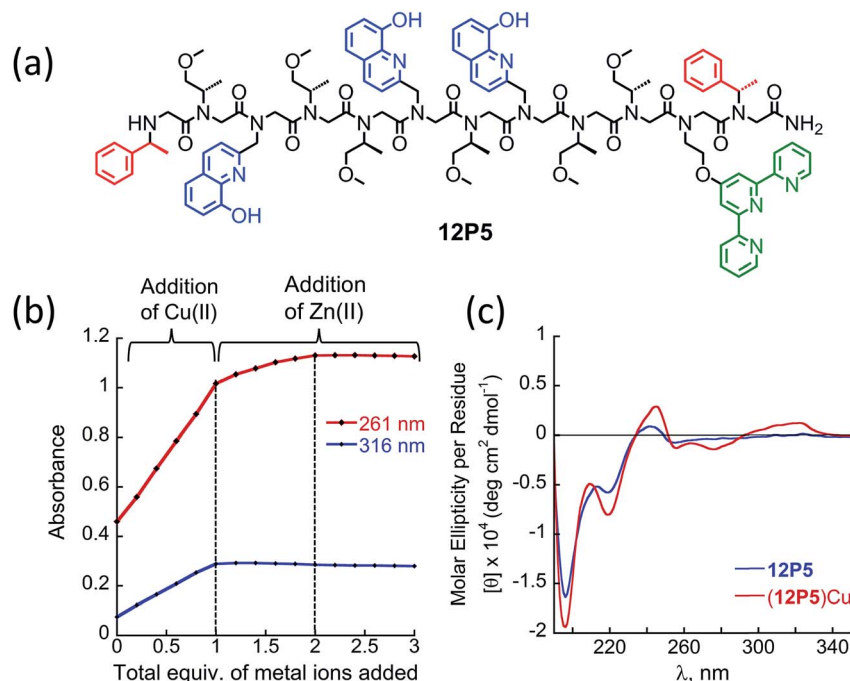 (a)
OH
OH
O
O
N
N
O
HN
O
N
O
N
O
N
O
N
O
N
O
N
O
N
O
N
O
N
O
N
O
N
O
NH2
N
OH
O
O
O
O
N
N
N
12P5
(b)
Addition
of Cu(II)
Addition
of Zn(II)
Absorbance
1.2
1
0.8
0.6
0.4
0.2
0
261 nm
316 nm
0 0.5 1 1.5 2 2.5 3
Total equiv. of metal ions added
(c)
Molar Ellipticity per Residue
[θ] x 10⁴ (deg cm² dmol⁻¹)
1
0.5
0
-0.5
-1
-1.5
-2
12P5
(12P5)Cu
220 260 300 340
λ, nm